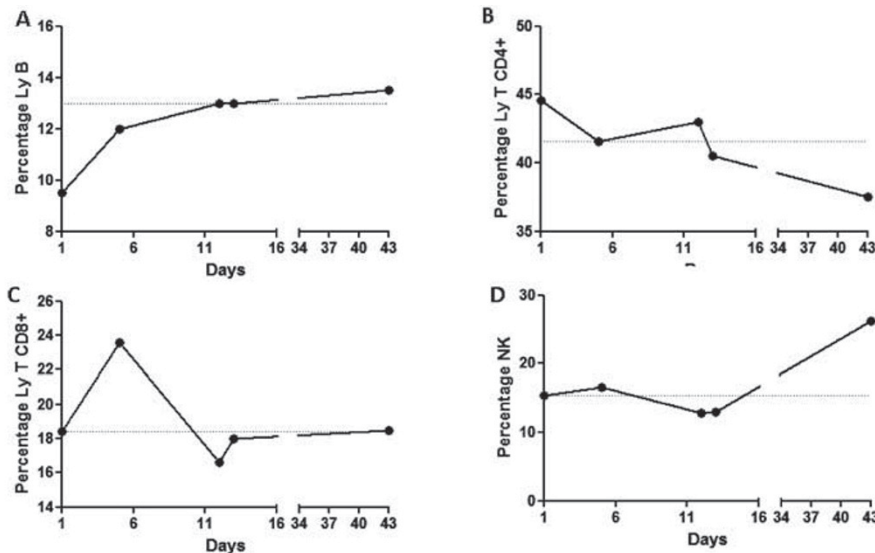 A
Percentage Ly B
16
14
12
10
8
1 6 11 16 34 37 40 43
Days
B
Percentage Ly T CD4+
50
45
40
35
1 6 11 16 34 37 40 43
C
Percentage Ly T CD8+
26
24
22
20
18
16
14
1 6 11 16 34 37 40 43
Days
D
Percentage NK
30
20
10
0
1 6 11 16 34 37 40 43
Days